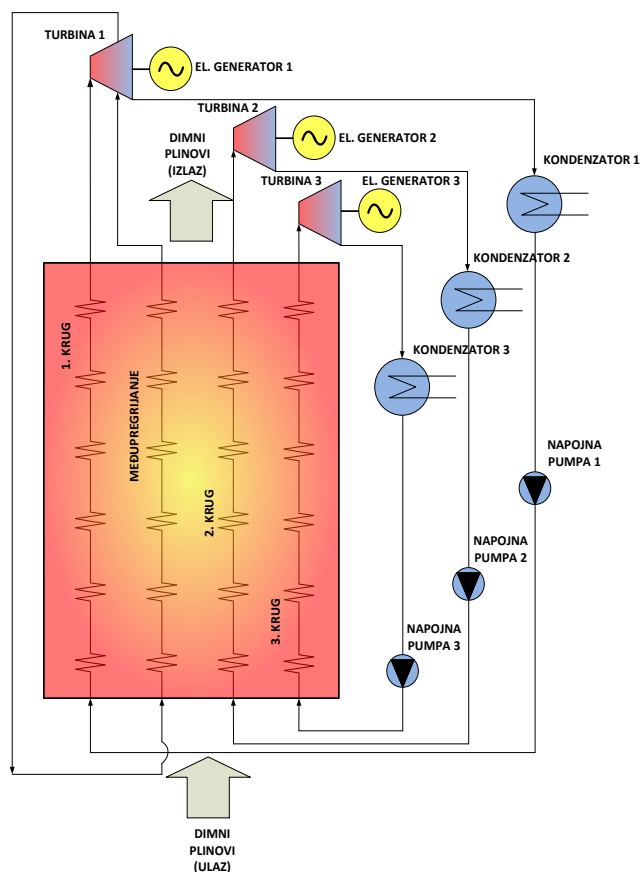 TURBINA 1
EL. GENERATOR 1
TURBINA 2
DIMNI
PLINOVI
(IZLAZ)
EL. GENERATOR 2
KONDENZATOR 1
TURBINA 3
EL. GENERATOR 3
KONDENZATOR 2
1. KRUG
KONDENZATOR 3
MEĐUPREGRIJANJE
NAPOJNA
PUMPA 1
2. KRUG
NAPOJNA
PUMPA 2
3. KRUG
NAPOJNA
PUMPA 3
DIMNI
PLINOVI
(ULAZ)